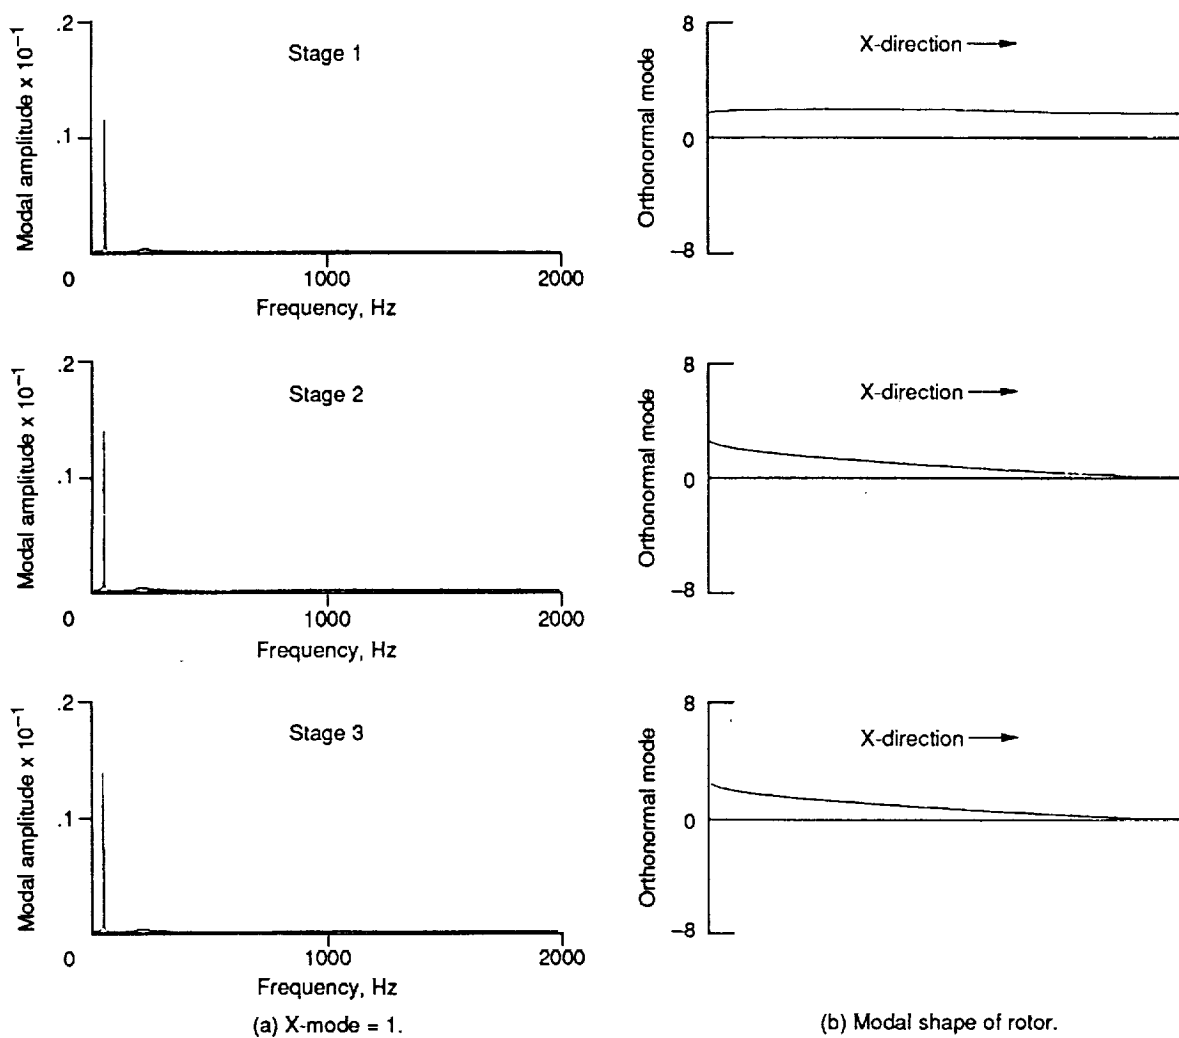 .2
Modal amplitude x 10⁻¹
.1
Stage 1
0
1000
2000
Frequency, Hz
8
Orthonormal mode
0
−8
X-direction
.2
Modal amplitude x 10⁻¹
.1
Stage 2
0
1000
2000
Frequency, Hz
8
Orthonormal mode
0
−8
X-direction
.2
Modal amplitude x 10⁻¹
.1
Stage 3
0
1000
2000
Frequency, Hz
8
Orthonormal mode
0
−8
X-direction
(a) X-mode = 1.
(b) Modal shape of rotor.